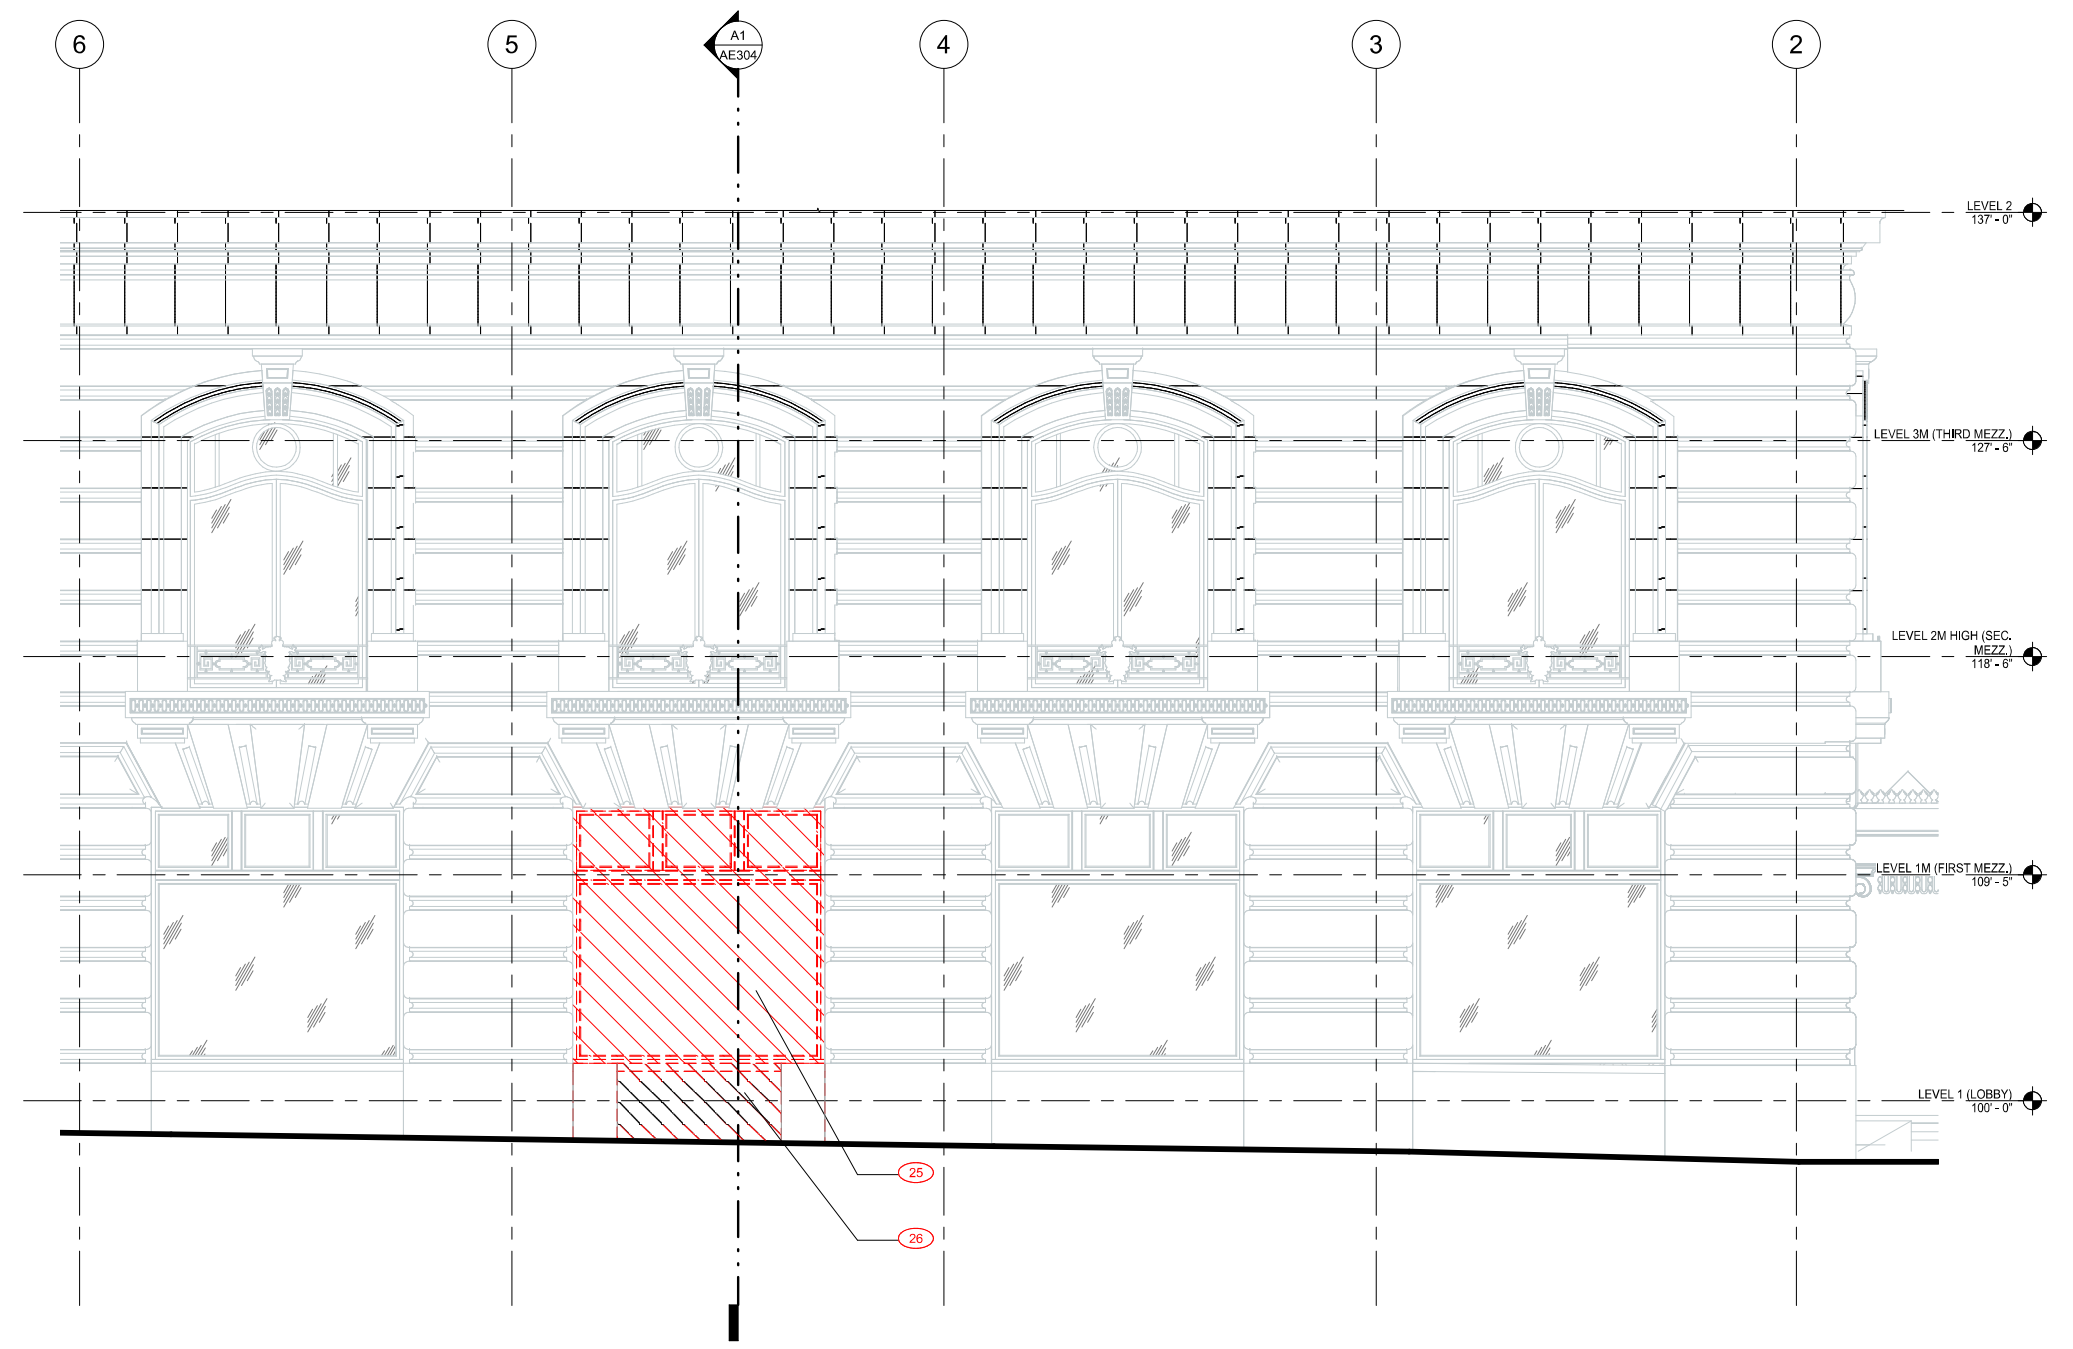 6
5
A1
AE304
4
3
2
LEVEL 2
137' - 0"
LEVEL 3M (THIRD MEZZ.)
127' - 6"
LEVEL 2M HIGH (SEC.
MEZZ.)
118' - 6"
LEVEL 1M (FIRST MEZZ.)
109' - 5"
LEVEL 1 (LOBBY)
100' - 0"
25
26